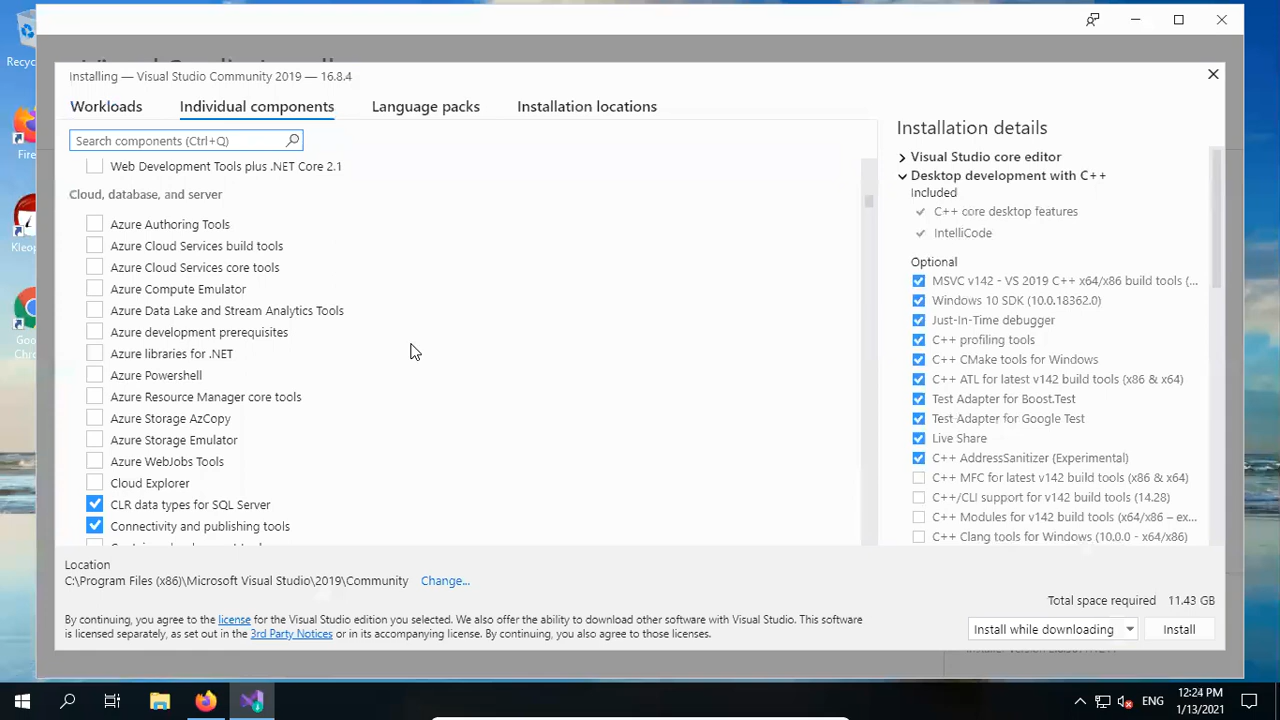 Recyc
Installing — Visual Studio Community 2019 — 16.8.4
Workloads Individual components Language packs Installation locations
Search components (Ctrl+Q)
Web Development Tools plus .NET Core 2.1
Cloud, database, and server
Azure Authoring Tools
Azure Cloud Services build tools
Azure Cloud Services core tools
Azure Compute Emulator
Azure Data Lake and Stream Analytics Tools
Azure development prerequisites
Azure libraries for .NET
Azure Powershell
Azure Resource Manager core tools
Azure Storage AzCopy
Azure Storage Emulator
Azure WebJobs Tools
Cloud Explorer
CLR data types for SQL Server
Connectivity and publishing tools
Installation details
Visual Studio core editor
Desktop development with C++
Included
C++ core desktop features
IntelliCode
Optional
MSVC v142 - VS 2019 C++ x64/x86 build tools (...
Windows 10 SDK (10.0.18362.0)
Just-In-Time debugger
C++ profiling tools
C++ CMake tools for Windows
C++ ATL for latest v142 build tools (x86 & x64)
Test Adapter for Boost.Test
Test Adapter for Google Test
Live Share
C++ AddressSanitizer (Experimental)
C++ MFC for latest v142 build tools (x86 & x64)
C++/CLI support for v142 build tools (14.28)
C++ Modules for v142 build tools (x64/x86 – ex...
C++ Clang tools for Windows (10.0.0 - x64/x86)
Fire
Kleop
Goo
Chr
Location
C:\Program Files (x86)\Microsoft Visual Studio\2019\Community Change...
Total space required 11.43 GB
By continuing, you agree to the license for the Visual Studio edition you selected. We also offer the ability to download other software with Visual Studio. This software
is licensed separately, as set out in the 3rd Party Notices or in its accompanying license. By continuing, you also agree to those licenses.
Install while downloading Install
ENG
12:24 PM
1/13/2021